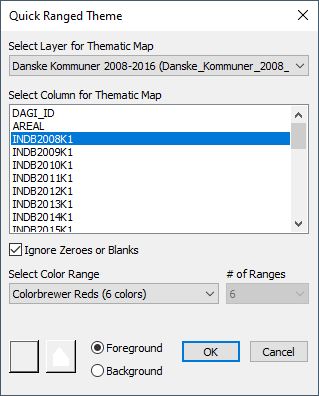 Quick Ranged Theme
Select Layer for Thematic Map
Danske Kommuner 2008-2016 (Danske_Kommuner_2008_
Select Column for Thematic Map
DAGI_ID
AREAL
INDB2008K1
INDB2009K1
INDB2010K1
INDB2011K1
INDB2012K1
INDB2013K1
INDB2014K1
INDB2015K1
Ignore Zeroes or Blanks
Select Color Range # of Ranges
Colorbrewer Reds (6 colors) 6
Foreground
Background
OK Cancel